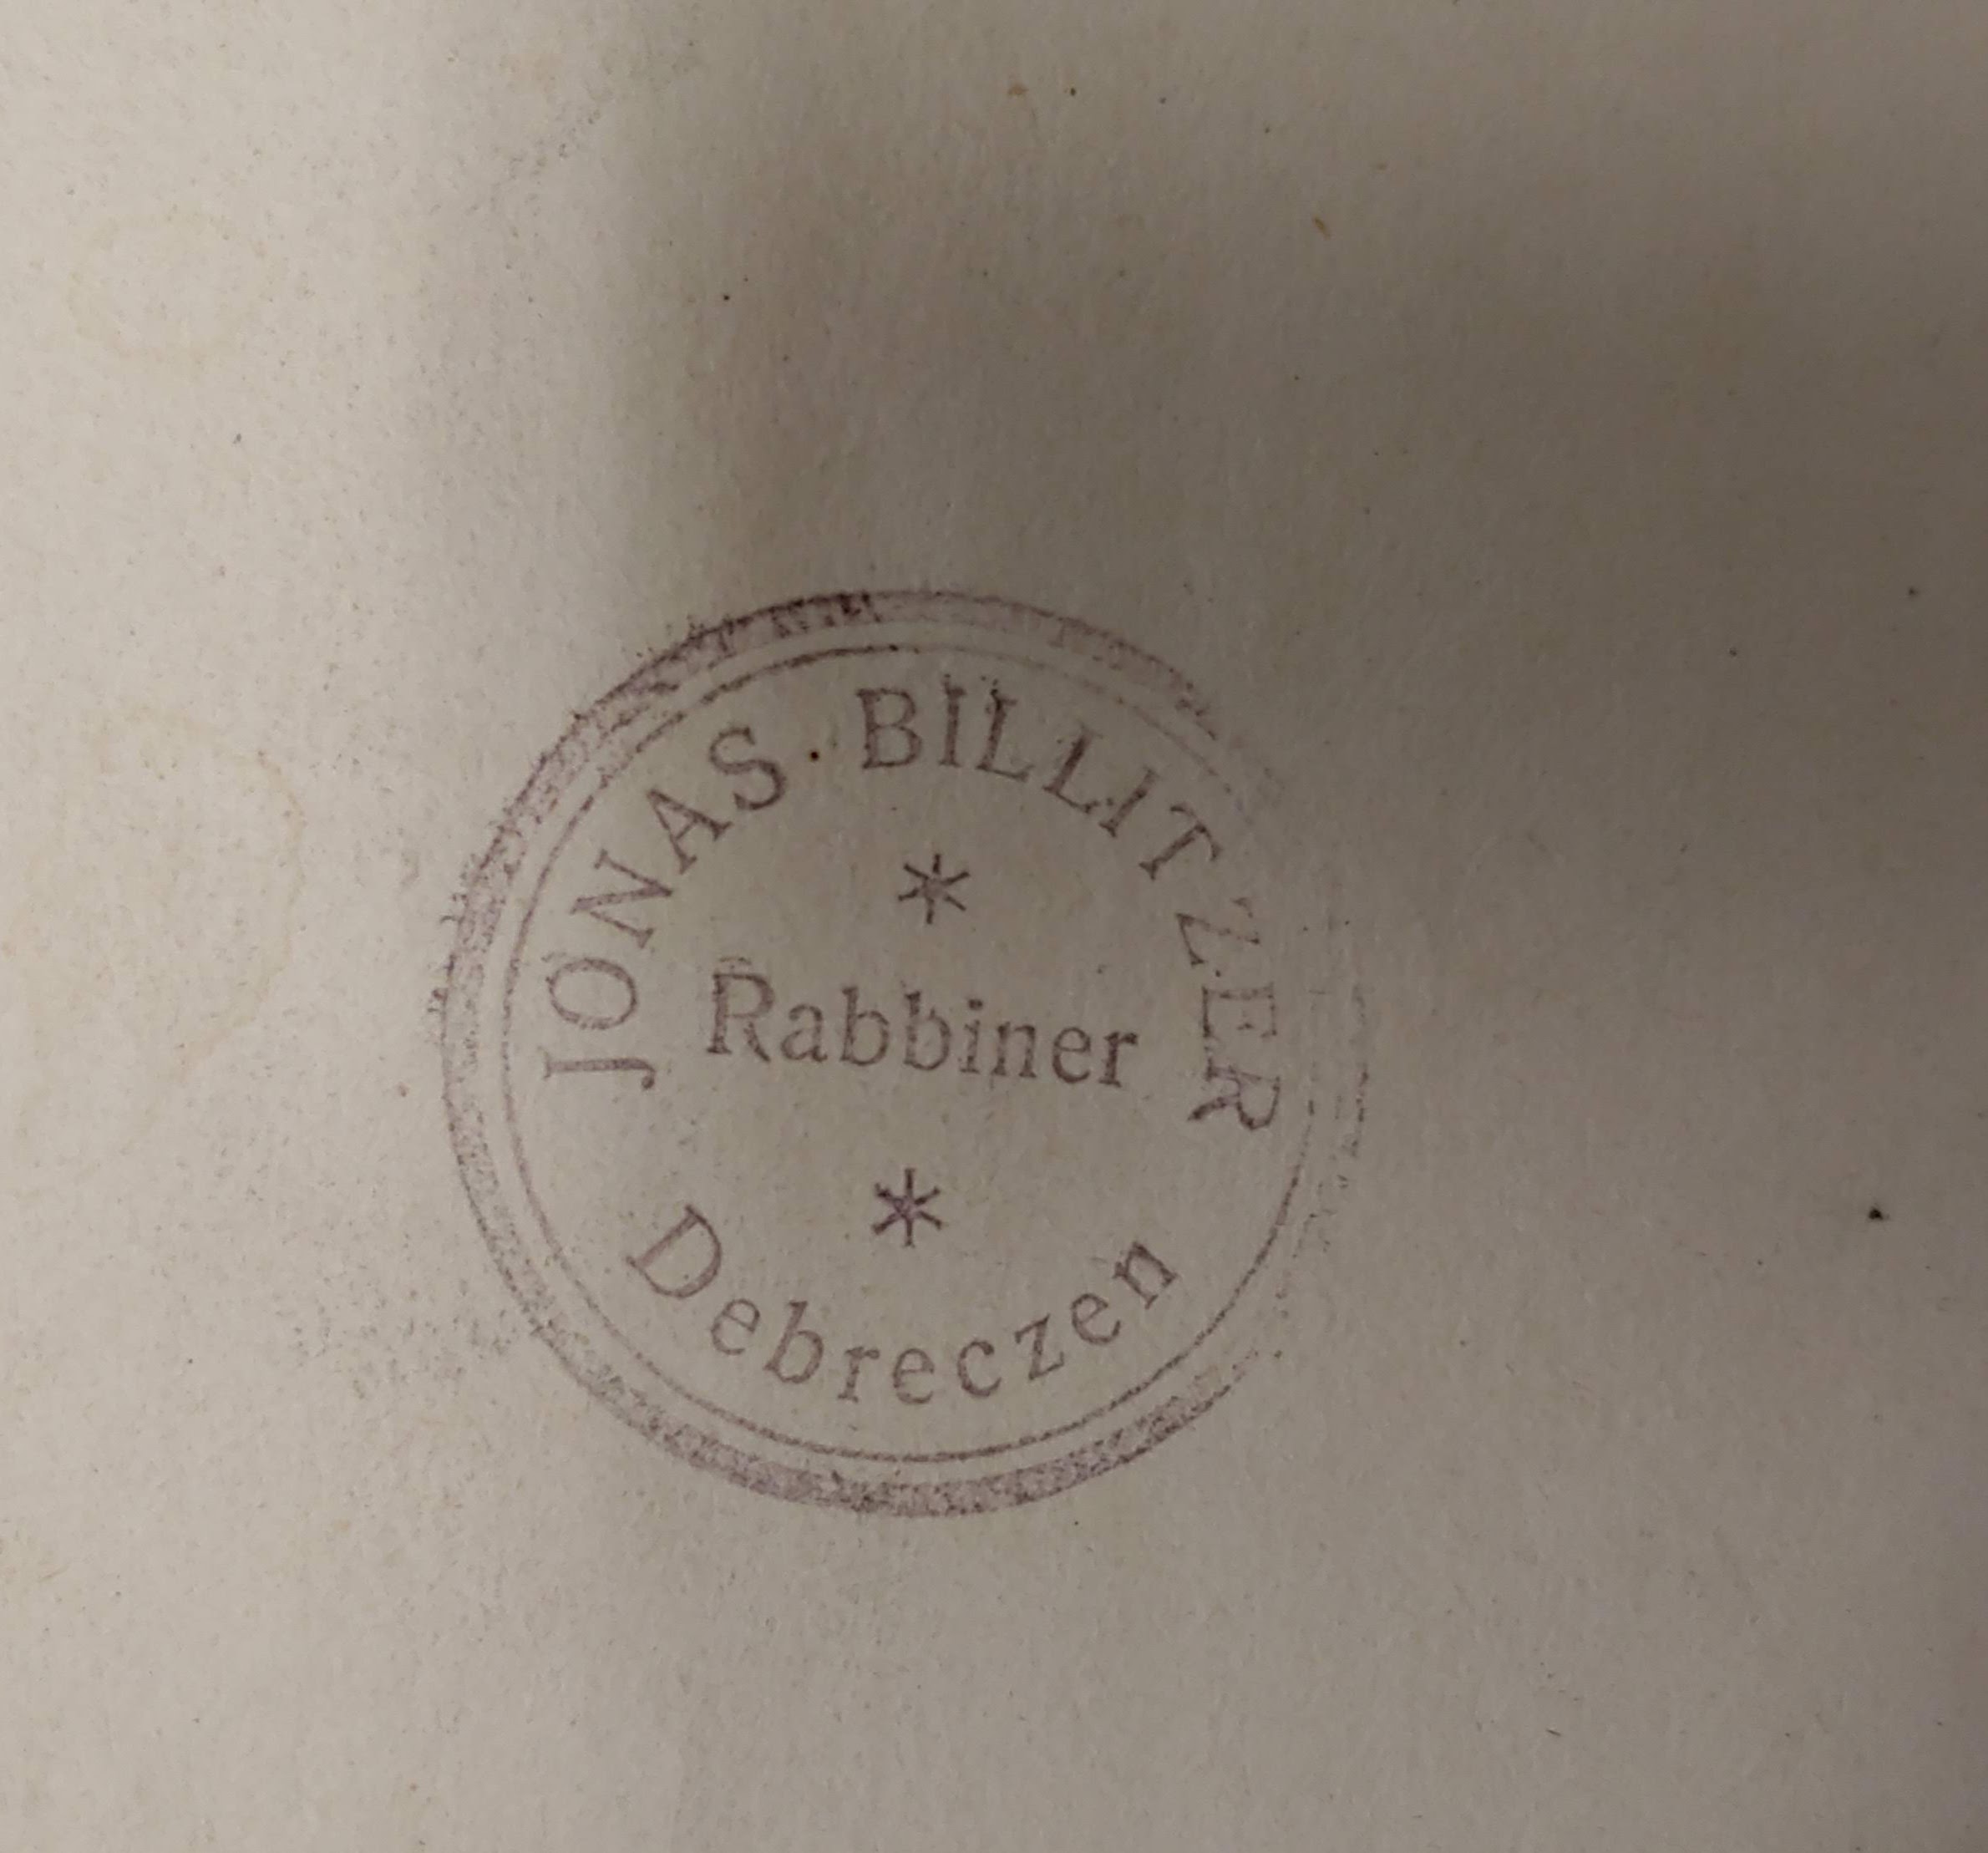 JONAS · BILLITZER
*
Rabbiner
*
Debreczen